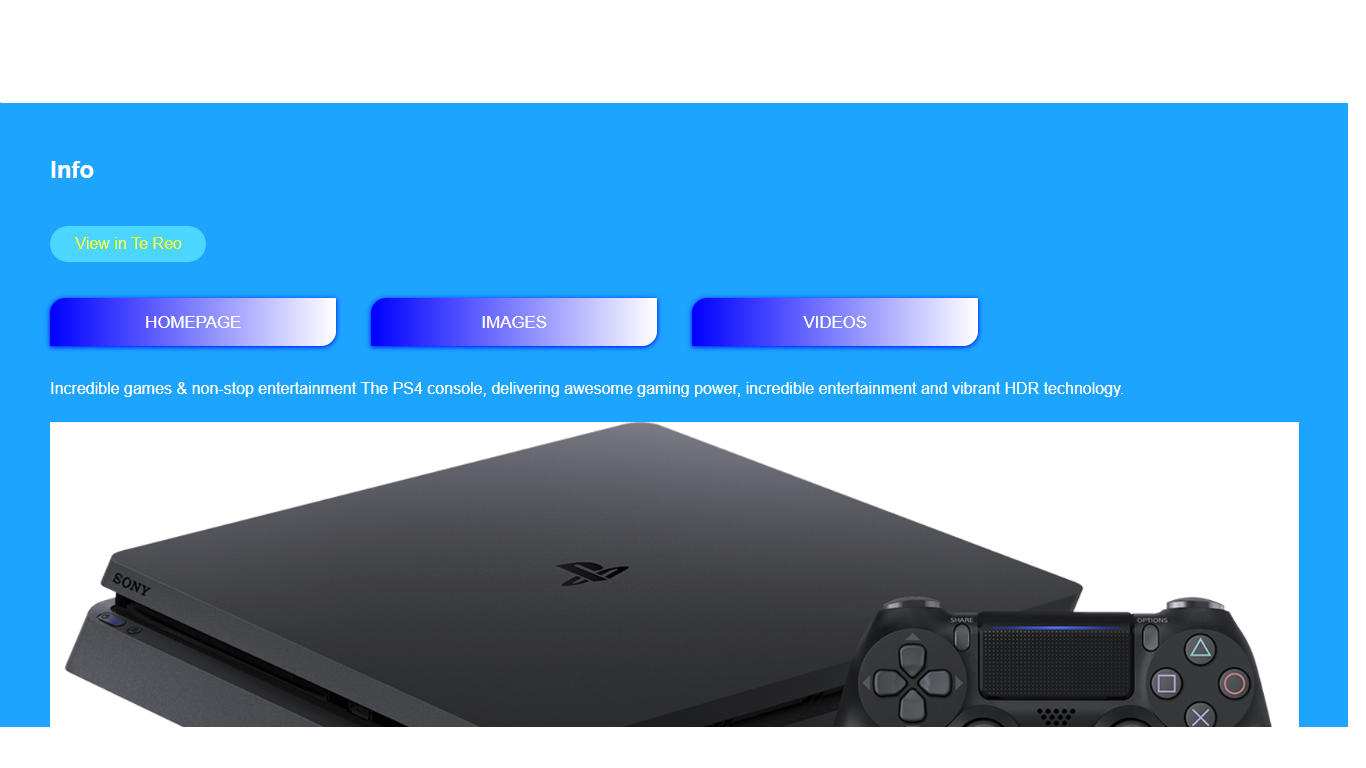 Info
View in Te Reo
HOMEPAGE IMAGES VIDEOS
Incredible games & non-stop entertainment The PS4 console, delivering awesome gaming power, incredible entertainment and vibrant HDR technology.
SONY
SHARE OPTIONS